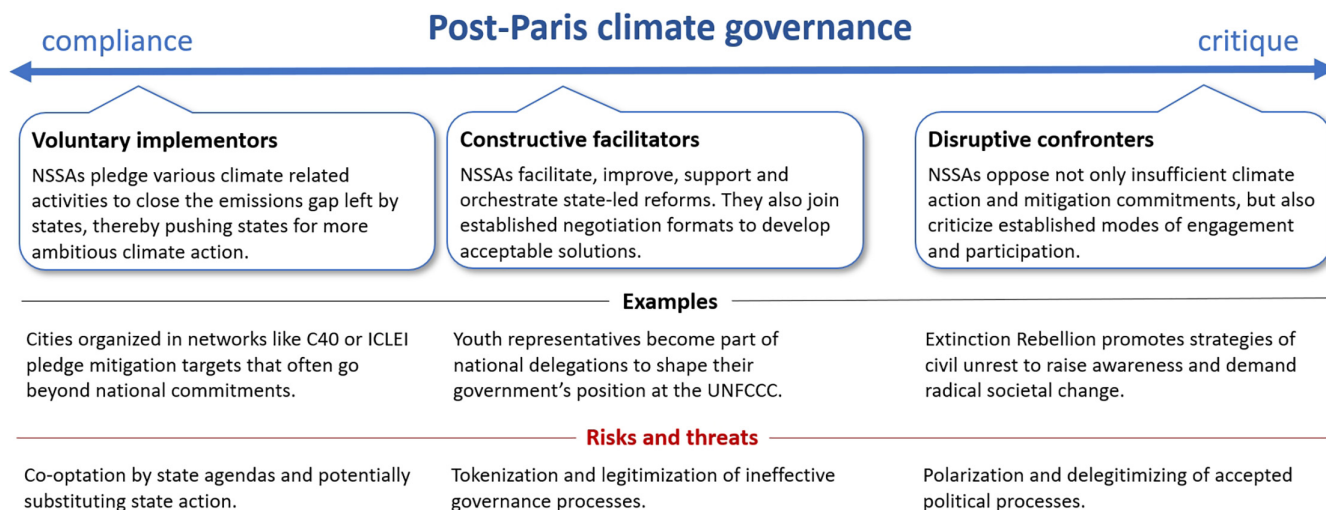 Post-Paris climate governance
compliance
critique
Voluntary implementors
NSSAs pledge various climate related
activities to close the emissions gap left by
states, thereby pushing states for more
ambitious climate action.
Constructive facilitators
NSSAs facilitate, improve, support and
orchestrate state-led reforms. They also join
established negotiation formats to develop
acceptable solutions.
Disruptive confronters
NSSAs oppose not only insufficient climate
action and mitigation commitments, but also
criticize established modes of engagement
and participation.
Examples
Cities organized in networks like C40 or ICLEI
pledge mitigation targets that often go
beyond national commitments.
Youth representatives become part of
national delegations to shape their
government's position at the UNFCCC.
Extinction Rebellion promotes strategies of
civil unrest to raise awareness and demand
radical societal change.
Risks and threats
Co-optation by state agendas and potentially
substituting state action.
Tokenization and legitimization of ineffective
governance processes.
Polarization and delegitimizing of accepted
political processes.